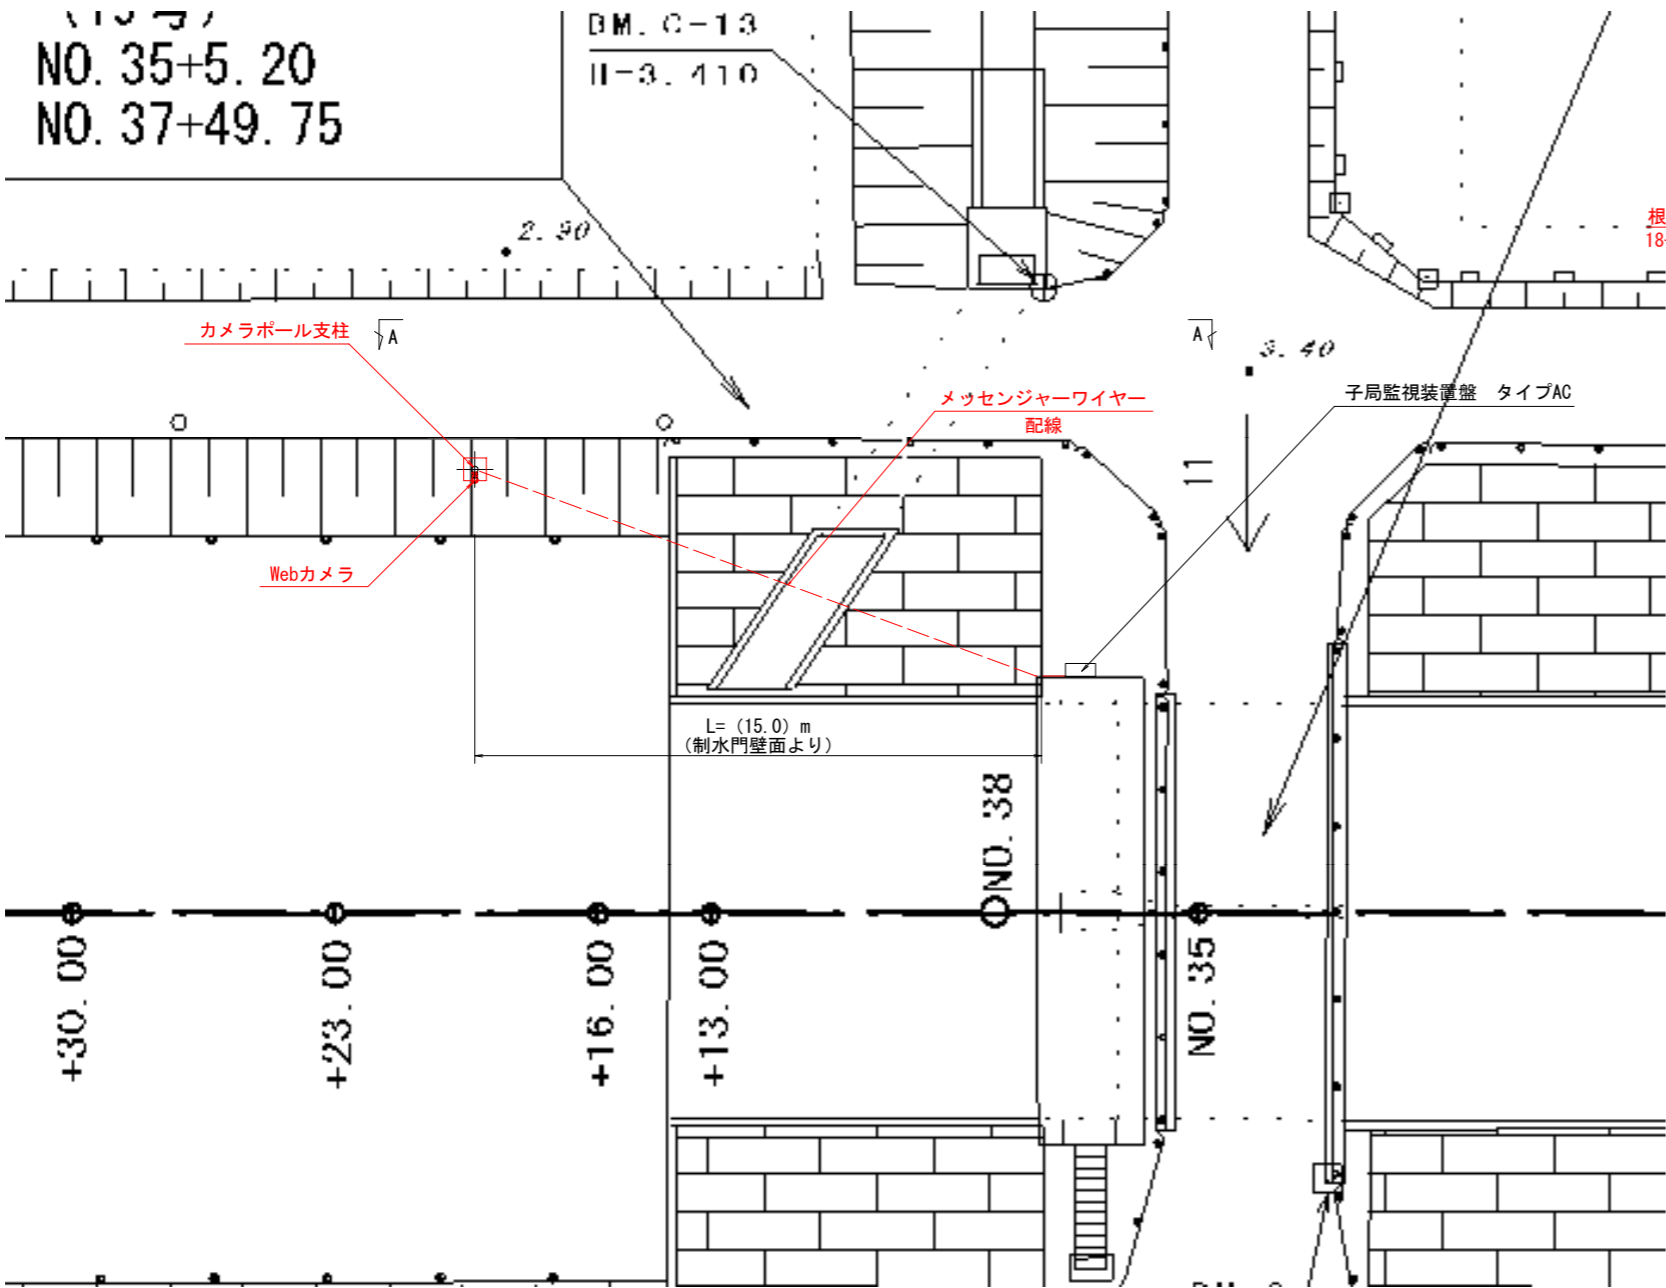 NO. 35+5. 20
NO. 37+49. 75
BM. C-13
H=3. 410
2. 90
根
18
カメラポール支柱
A
A
3. 40
メッセンジャーワイヤー
配線
子局監視装置盤 タイプAC
11
Webカメラ
L= (15.0) m
(制水門壁面より)
NO. 38
NO. 35
+30. 00
+23. 00
+16. 00
+13. 00